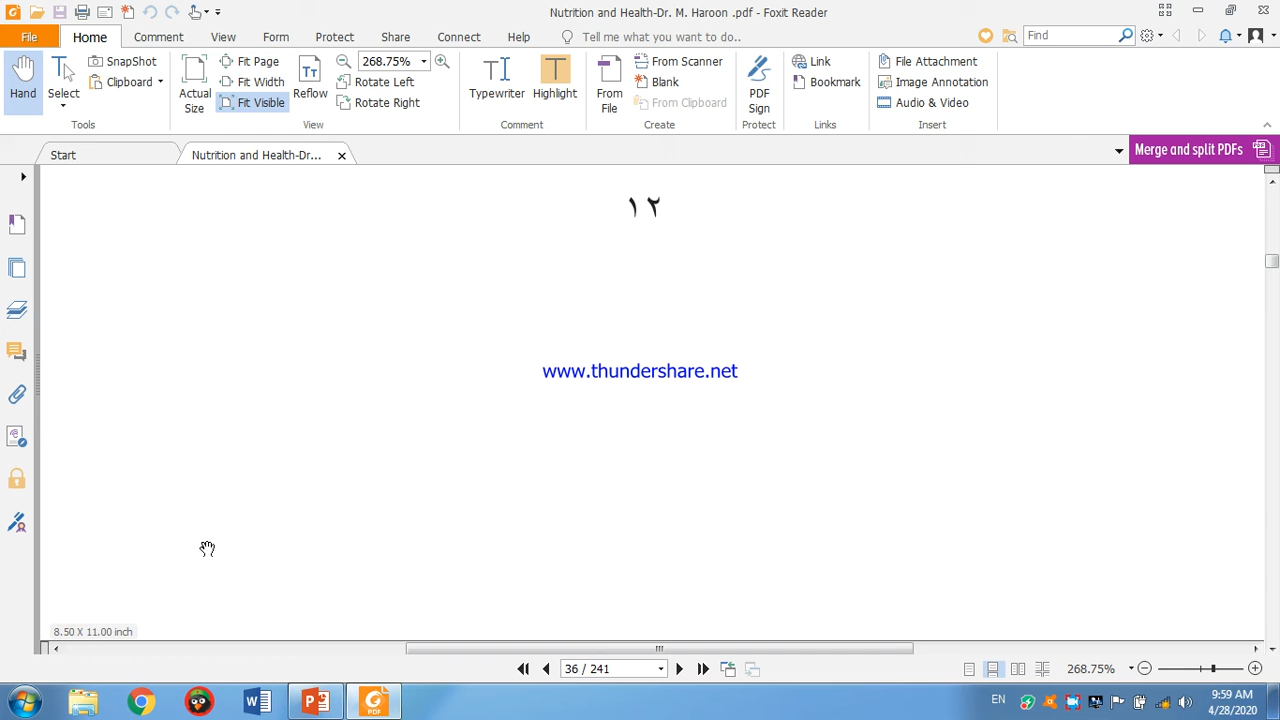 Nutrition and Health-Dr. M. Harnon .pdf - Foxit Reader
File Home Comment View Form Protect Share Connect Help Tell me what you want to do.. Find
Hand
Select
SnapShot
Clipboard
Tools
Actual Size
Fit Page
Fit Width
Fit Visible
Reflow
268.75%
Rotate Left
Rotate Right
View
Typewriter
Highlight
Comment
From File
From Scanner
Blank
From Clipboard
Create
PDF Sign
Protect
Link
Bookmark
Links
File Attachment
Image Annotation
Audio & Video
Insert
Start
Nutrition and Health-Dr...
Merge and split PDFs
١٢
www.thundershare.net
8.50 X 11.00 inch
36 / 241
268.75%
EN
9:59 AM
4/28/2020